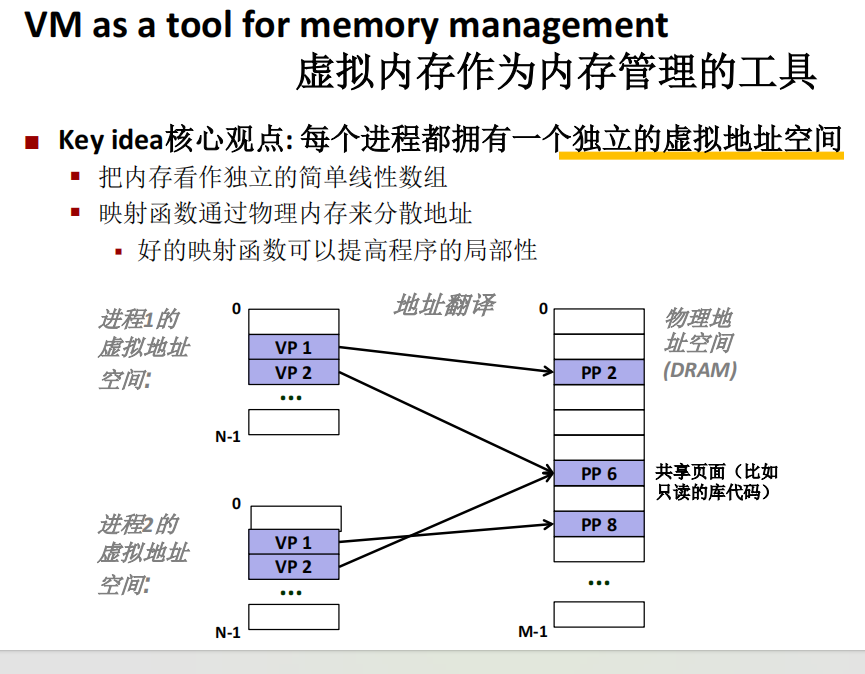 VM as a tool for memory management
虚拟内存作为内存管理的工具
Key idea核心观点: 每个进程都拥有一个独立的虚拟地址空间
把内存看作独立的简单线性数组
映射函数通过物理内存来分散地址
好的映射函数可以提高程序的局部性
地址翻译
进程1的
虚拟地址
空间:
0
VP 1
VP 2
...
N-1
进程2的
虚拟地址
空间:
0
VP 1
VP 2
...
N-1
0
PP 2
PP 6
PP 8
...
M-1
物理地
址空间
(DRAM)
共享页面（比如
只读的库代码）